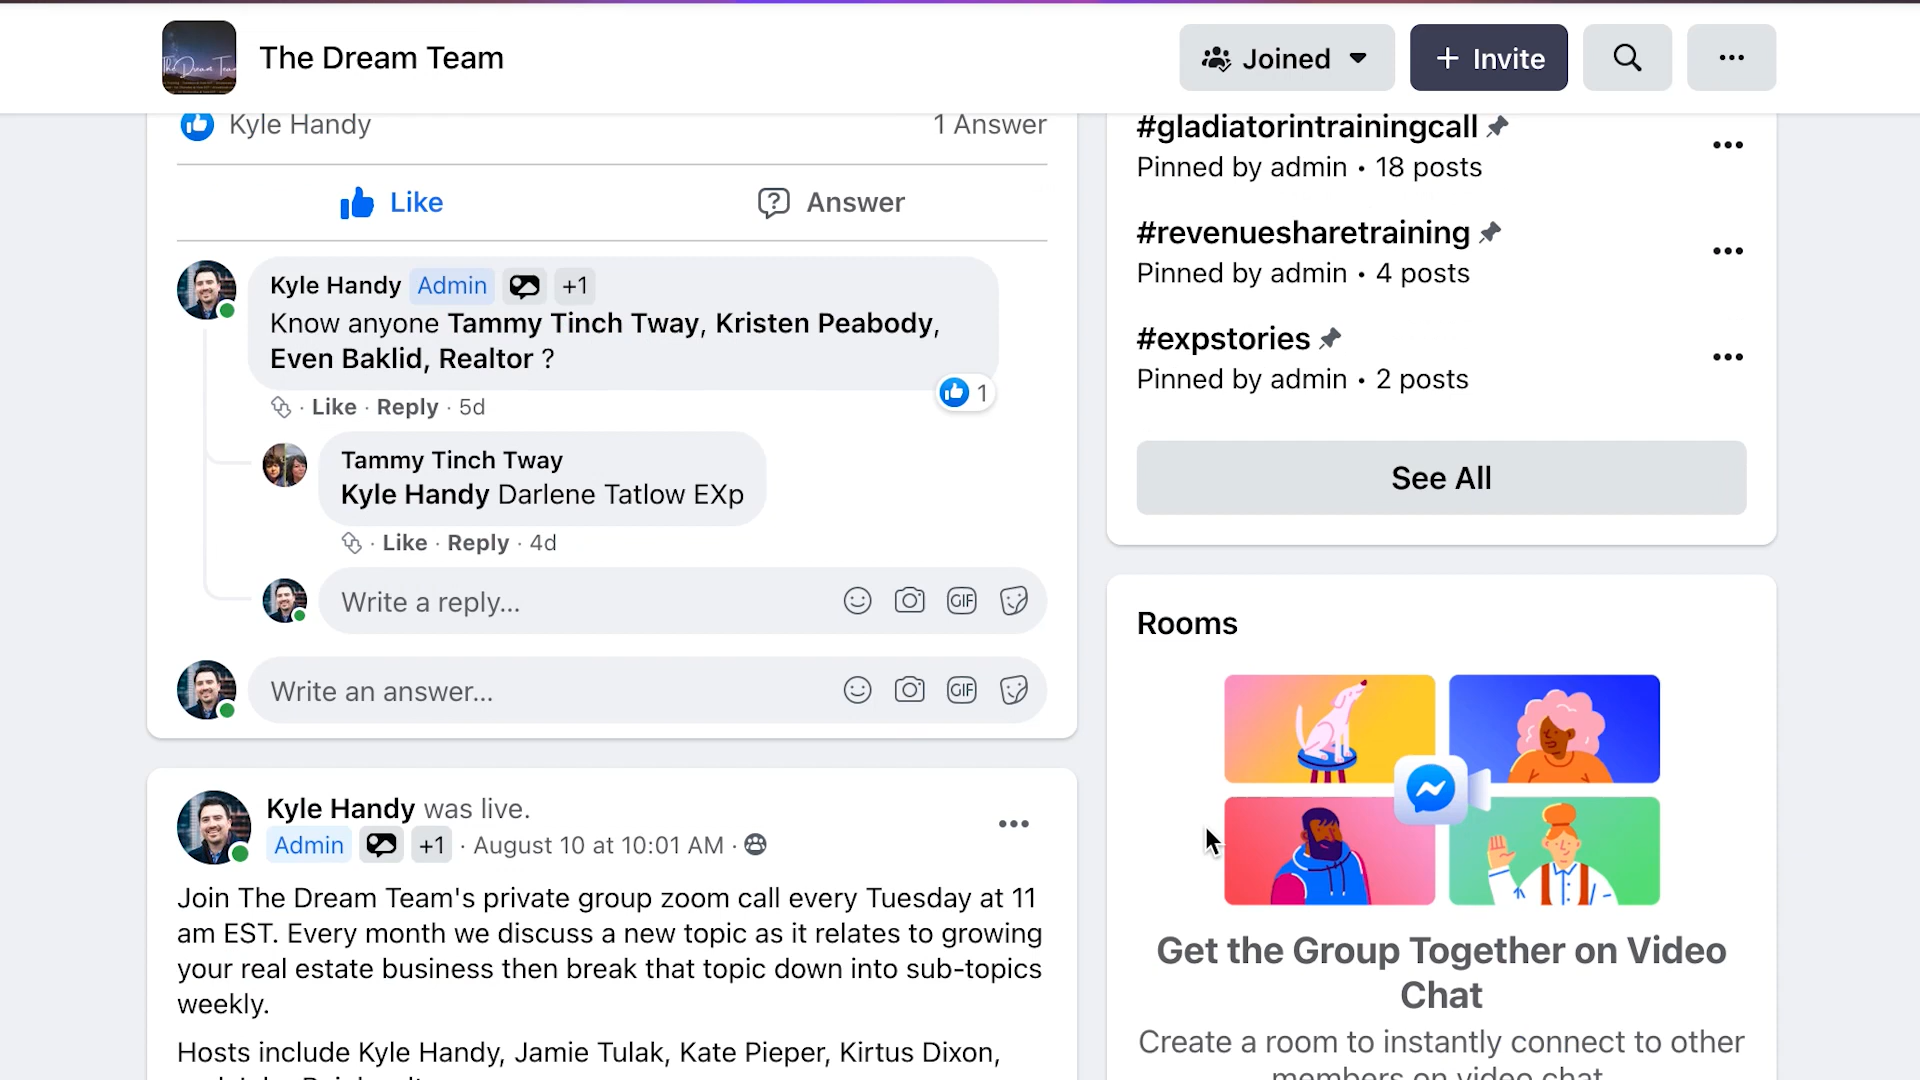 The Dream Team
Joined
+ Invite
Kyle Handy
1 Answer
Like
Answer
Kyle Handy Admin +1
Know anyone Tammy Tinch Tway, Kristen Peabody,
Even Baklid, Realtor ?
1
· Like · Reply · 5d
Tammy Tinch Tway
Kyle Handy Darlene Tatlow EXp
· Like · Reply · 4d
Write a reply...
GIF
Write an answer...
GIF
Kyle Handy was live.
Admin +1 · August 10 at 10:01 AM ·
Join The Dream Team's private group zoom call every Tuesday at 11
am EST. Every month we discuss a new topic as it relates to growing
your real estate business then break that topic down into sub-topics
weekly.
Hosts include Kyle Handy, Jamie Tulak, Kate Pieper, Kirtus Dixon,
#gladiatorintrainingcall
Pinned by admin • 18 posts
#revenuesharetraining
Pinned by admin • 4 posts
#expstories
Pinned by admin • 2 posts
See All
Rooms
Get the Group Together on Video
Chat
Create a room to instantly connect to other
members on video chat